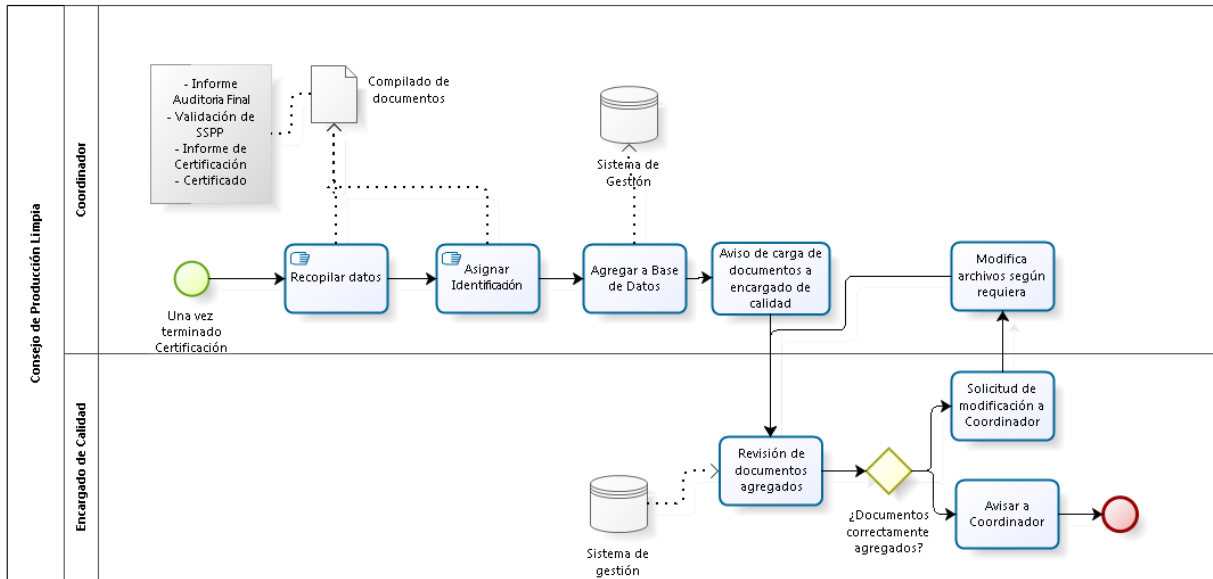 Consejo de Producción Limpia
Coordinador
- Informe
Auditoria Final
- Validación de
SSPP
- Informe de
Certificación
- Certificado
Compilado de
documentos
Sistema de
Gestión
Una vez
terminado
Certificación
Recopilar datos
Asignar
Identificación
Agregar a Base
de Datos
Aviso de carga de
documentos a
encargado de
calidad
Modifica
archivos según
requiera
Encargado de Calidad
Sistema de
gestión
Revisión de
documentos
agregados
¿Documentos
correctamente
agregados?
Solicitud de
modificación a
Coordinador
Avisar a
Coordinador